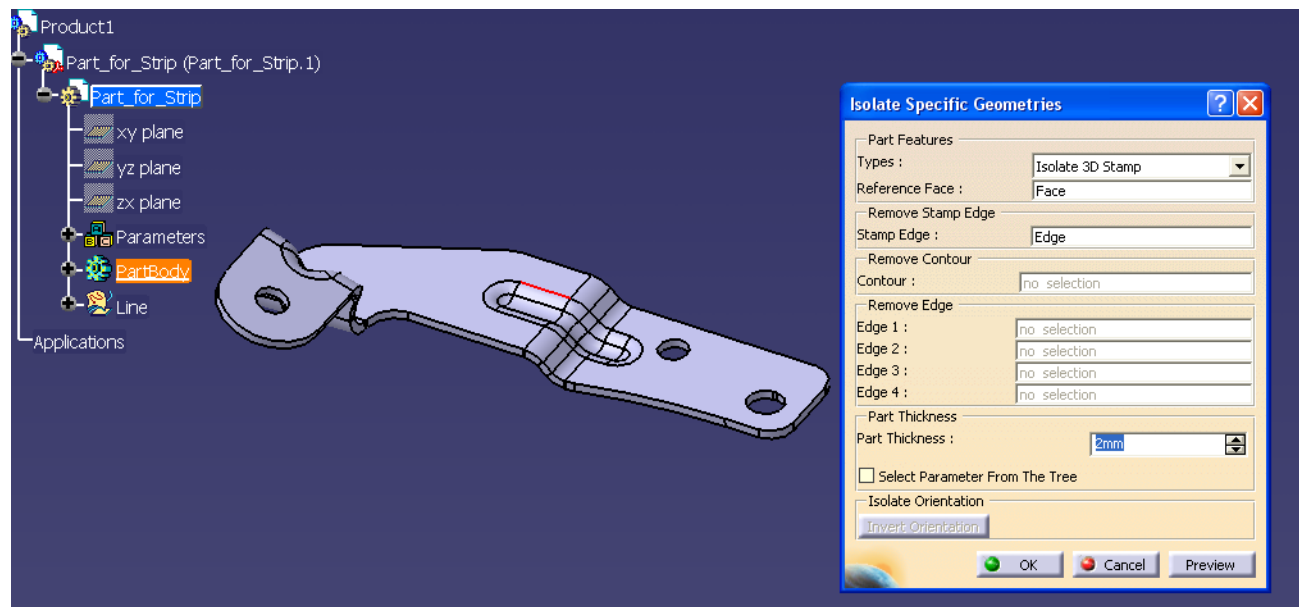 Product1
Part_for_Strip (Part_for_Strip.1)
Part_for_Strip
xy plane
yz plane
zx plane
Parameters
PartBody
Line
Applications
Isolate Specific Geometries
Part Features
Types : Isolate 3D Stamp
Reference Face : Face
Remove Stamp Edge
Stamp Edge : Edge
Remove Contour
Contour : no selection
Remove Edge
Edge 1 : no selection
Edge 2 : no selection
Edge 3 : no selection
Edge 4 : no selection
Part Thickness
Part Thickness : 2mm
Select Parameter From The Tree
Isolate Orientation
Invert Orientation
OK Cancel Preview